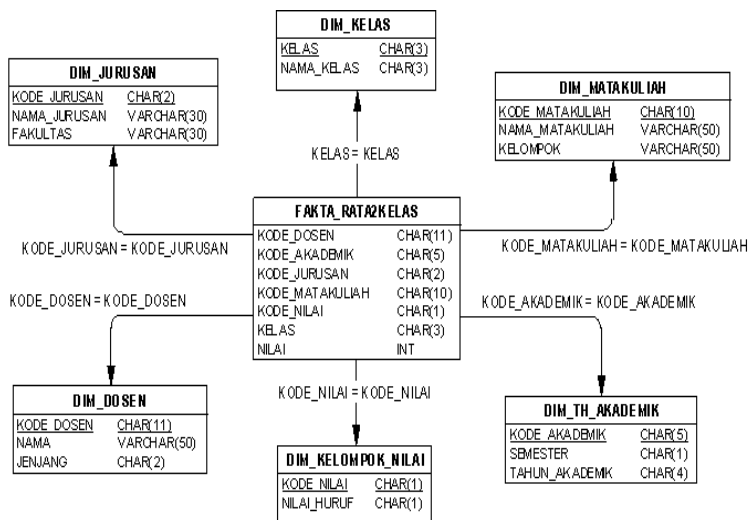 DIM_KELAS
KELAS CHAR(3)
NAMA_KELAS CHAR(3)
DIM_JURUSAN
KODE_JURUSAN CHAR(2)
NAMA_JURUSAN VARCHAR(30)
FAKULTAS VARCHAR(30)
DIM_MATAKULIAH
KODE_MATAKULIAH CHAR(10)
NAMA_MATAKULIAH VARCHAR(50)
KELOMPOK VARCHAR(50)
KELAS = KELAS
FAKTA_RATA2KELAS
KODE_DOSEN CHAR(11)
KODE_AKADEMIK CHAR(5)
KODE_JURUSAN CHAR(2)
KODE_MATAKULIAH CHAR(10)
KODE_NILAI CHAR(1)
KELAS CHAR(3)
NILAI INT
KODE_JURUSAN = KODE_JURUSAN
KODE_MATAKULIAH = KODE_MATAKULIAH
KODE_DOSEN = KODE_DOSEN
KODE_AKADEMIK = KODE_AKADEMIK
KODE_NILAI = KODE_NILAI
DIM_DOSEN
KODE_DOSEN CHAR(11)
NAMA VARCHAR(50)
JENJANG CHAR(2)
DIM_KELOMPOK_NILAI
KODE_NILAI CHAR(1)
NILAI_HURUF CHAR(1)
DIM_TH_AKADEMIK
KODE_AKADEMIK CHAR(5)
SEMESTER CHAR(1)
TAHUN_AKADEMIK CHAR(4)